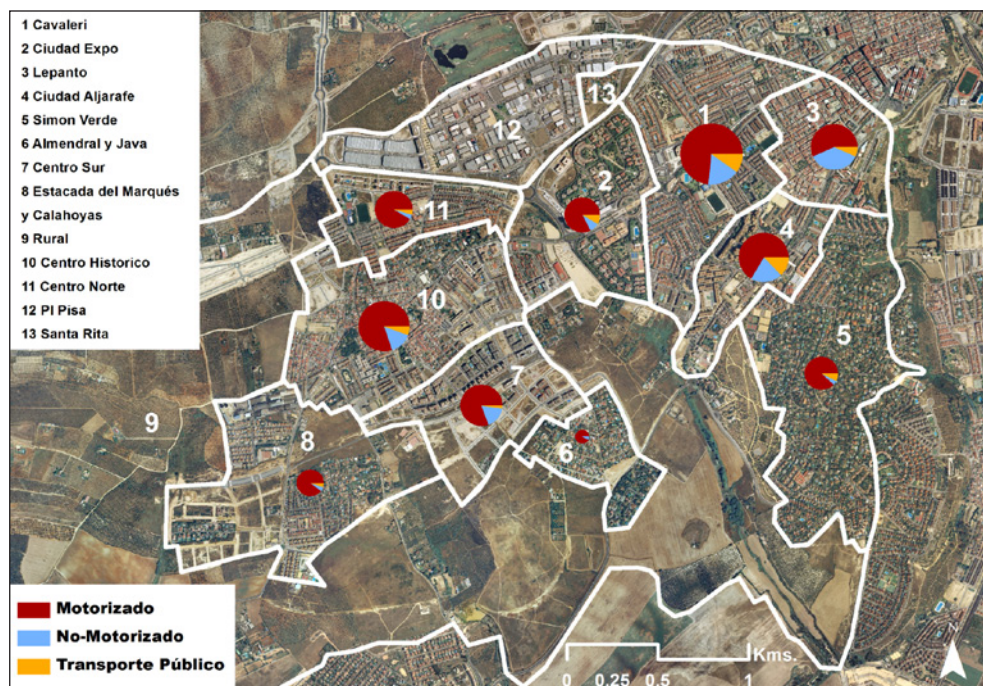 1 Cavaleri
2 Ciudad Expo
3 Lepanto
4 Ciudad Aljarafe
5 Simon Verde
6 Almendral y Java
7 Centro Sur
8 Estacada del Marqués
y Calahoyas
9 Rural
10 Centro Historico
11 Centro Norte
12 PI Pisa
13 Santa Rita
13
12
1
3
2
11
4
10
5
7
9
8
6
Motorizado
No-Motorizado
Transporte Público
Kms.
0 0,25 0,5 1
N